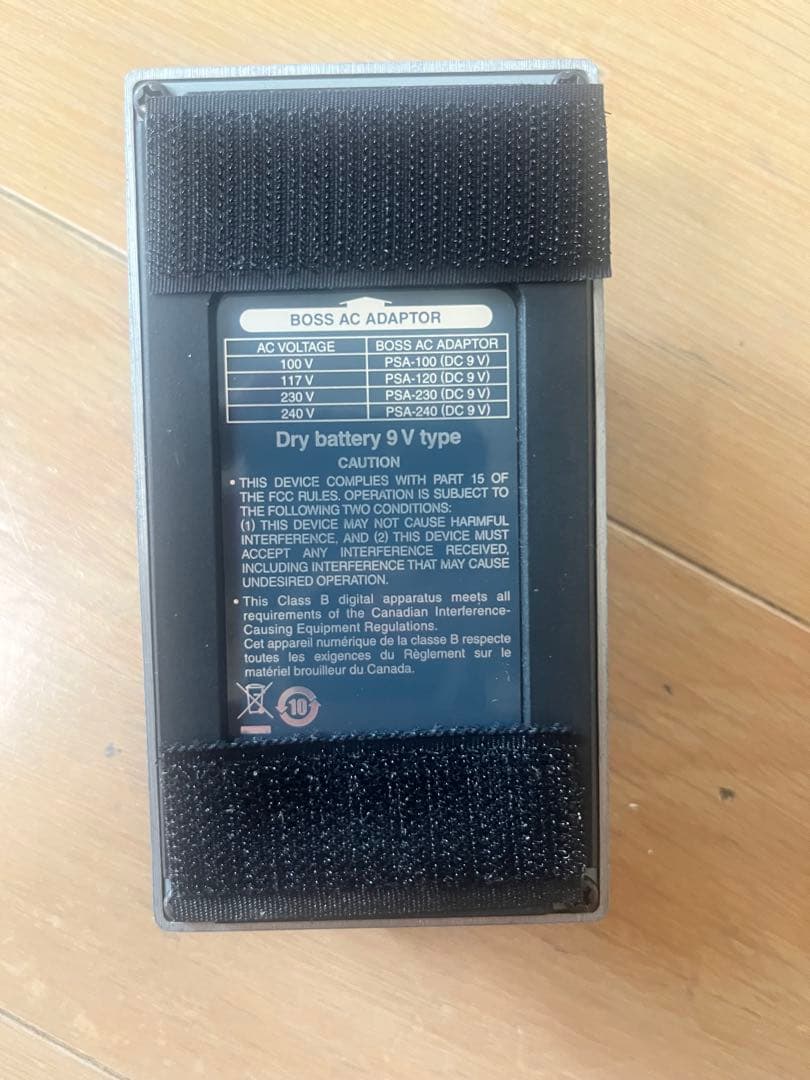 BOSS AC ADAPTOR
AC VOLTAGE BOSS AC ADAPTOR
100 V PSA-100 (DC 9 V)
117 V PSA-120 (DC 9 V)
230 V PSA-230 (DC 9 V)
240 V PSA-240 (DC 9 V)
Dry battery 9 V type
CAUTION
• THIS DEVICE COMPLIES WITH PART 15 OF
THE FCC RULES. OPERATION IS SUBJECT TO
THE FOLLOWING TWO CONDITIONS:
(1) THIS DEVICE MAY NOT CAUSE HARMFUL
INTERFERENCE, AND (2) THIS DEVICE MUST
ACCEPT ANY INTERFERENCE RECEIVED,
INCLUDING INTERFERENCE THAT MAY CAUSE
UNDESIRED OPERATION.
• This Class B digital apparatus meets all
requirements of the Canadian Interference-
Causing Equipment Regulations.
Cet appareil numérique de la classe B respecte
toutes les exigences du Règlement sur le
matériel brouilleur du Canada.
10